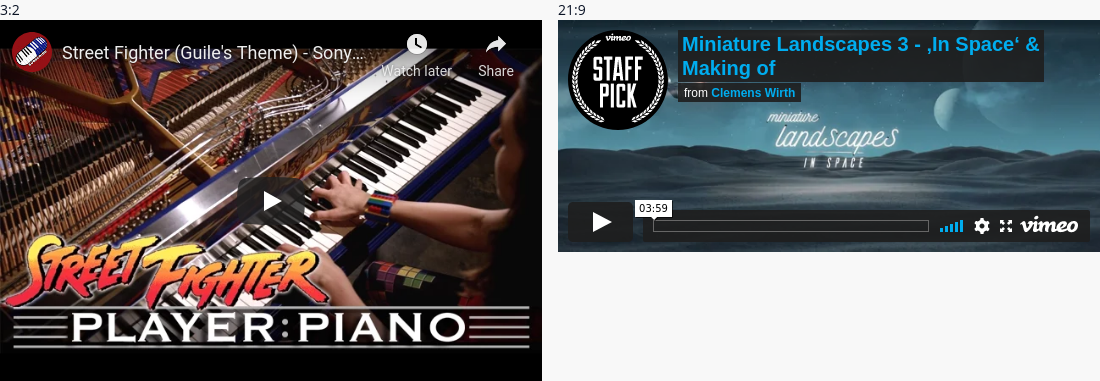 3:2
Street Fighter (Guile's Theme) - Sony...
Watch later
Share
STREET FIGHTER
PLAYER:PIANO
21:9
vimeo
STAFF
PICK
Miniature Landscapes 3 - ‚In Space‘ &
Making of
from Clemens Wirth
miniature
landscapes
IN SPACE
03:59
vimeo